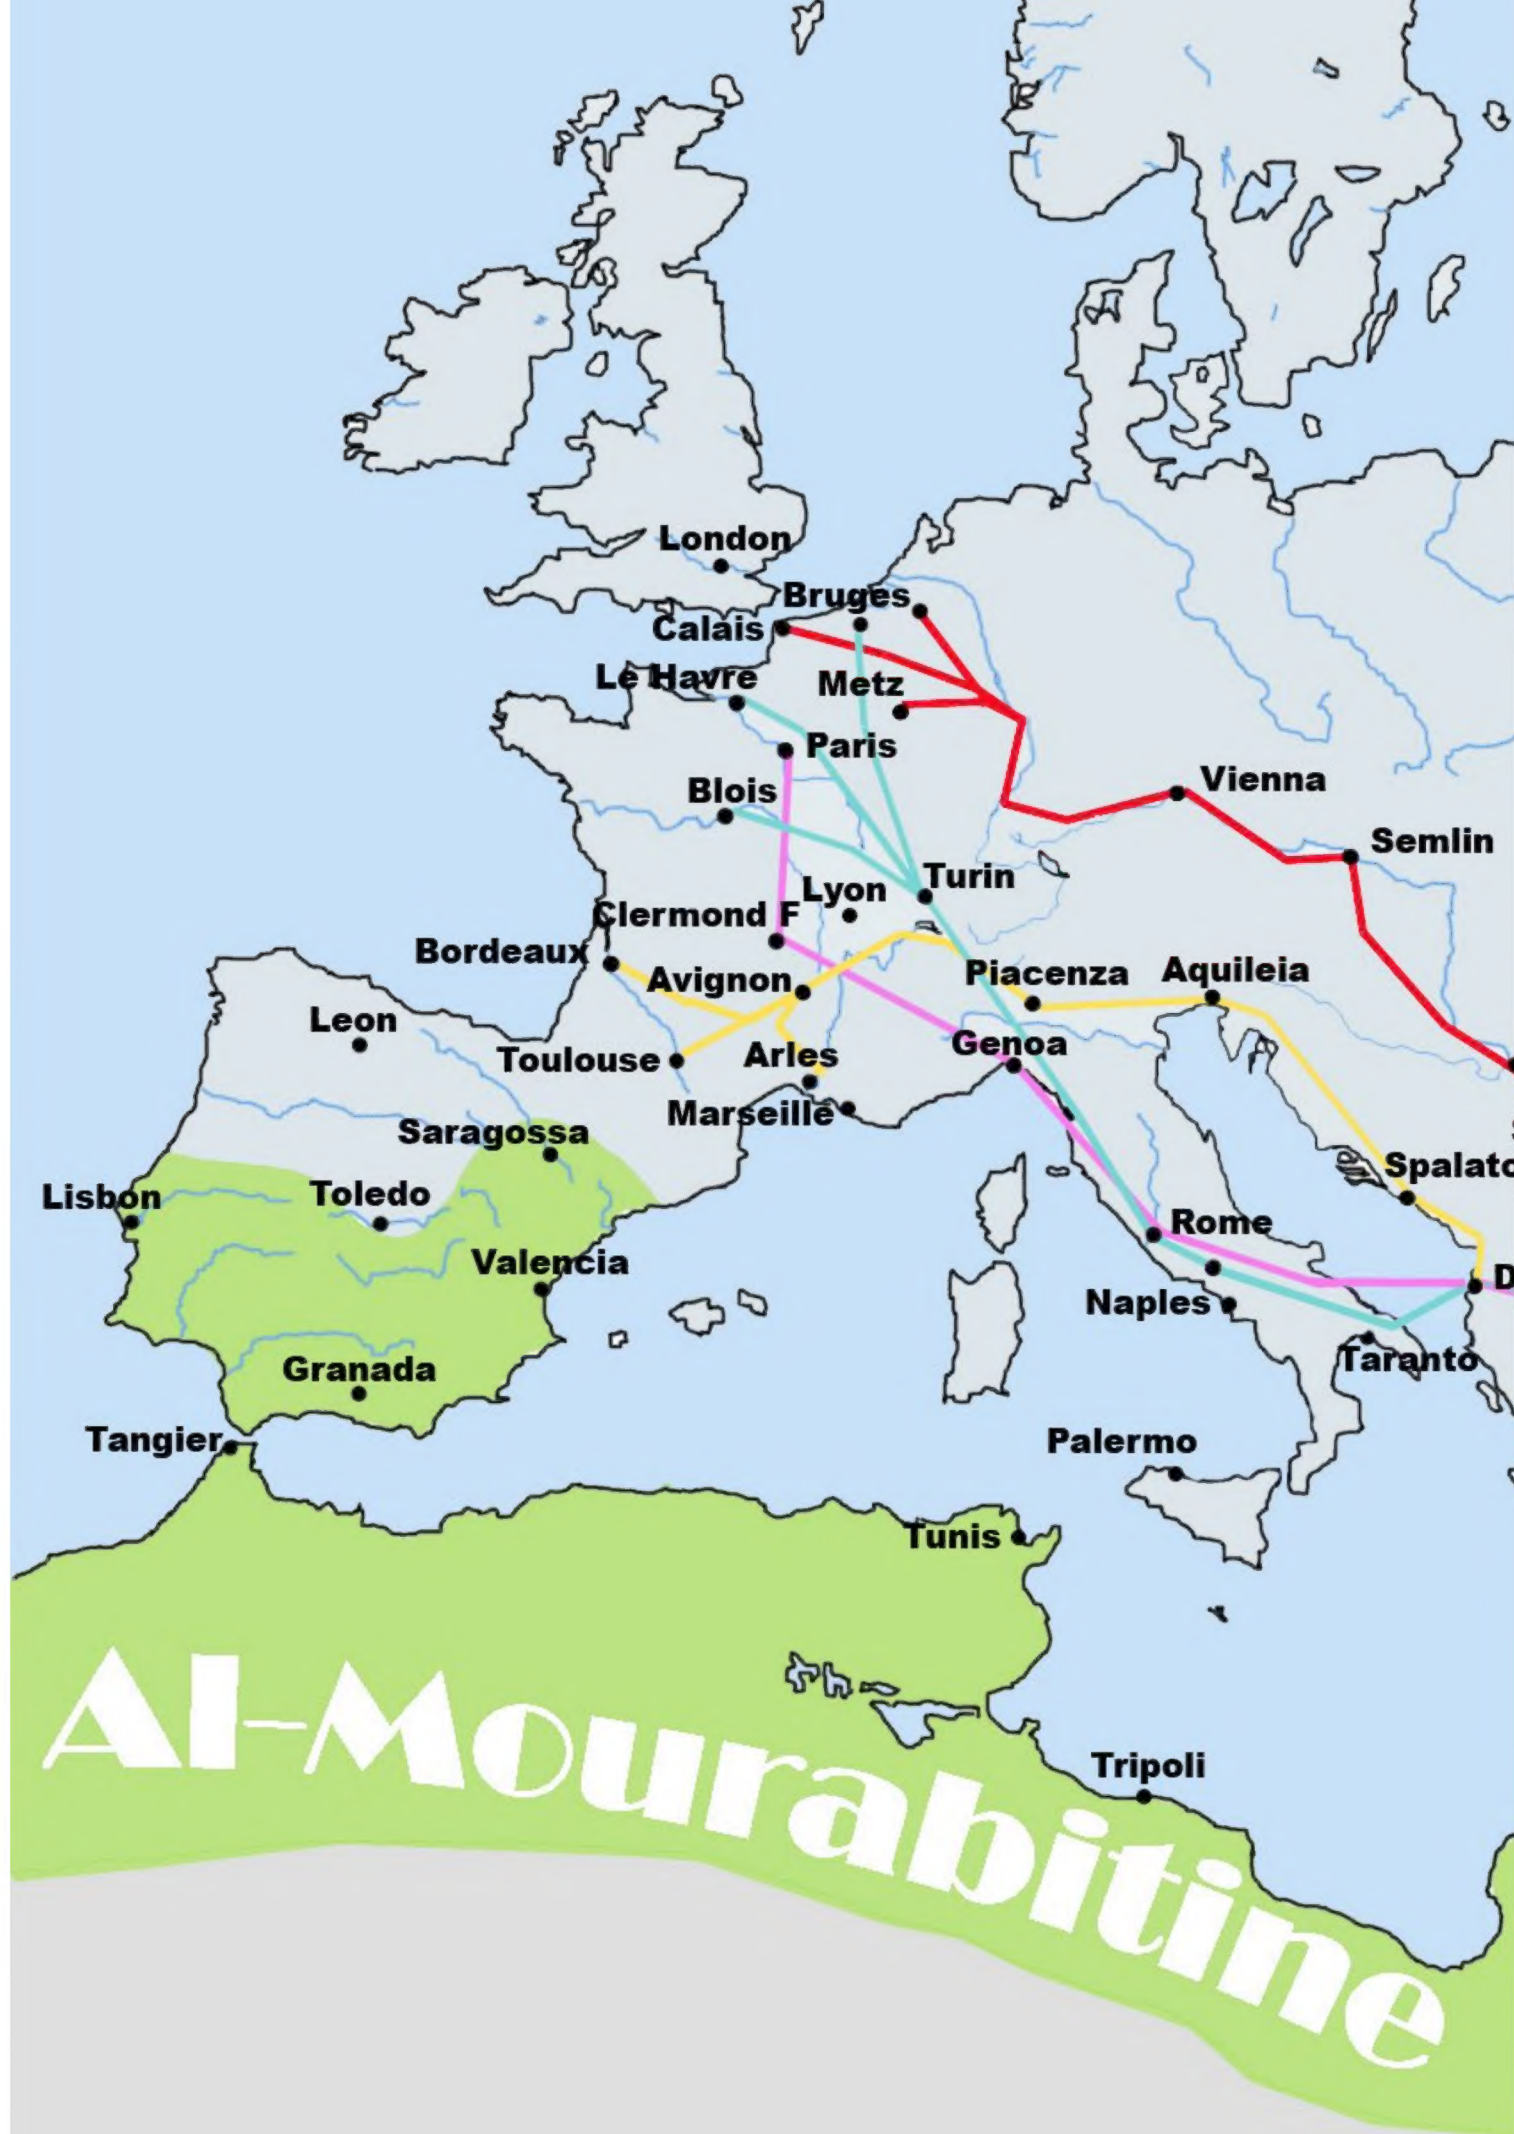 London
Bruges
Calais
Le Havre
Metz
Paris
Vienna
Blois
Semlin
Turin
Lyon
Clermond F
Bordeaux
Avignon
Piacenza
Aquileia
Leon
Genoa
Toulouse
Arles
Marseille
Saragossa
Spalato
Lisbon
Toledo
Rome
Valencia
D
Naples
Taranto
Granada
Tangier
Palermo
Tunis
Tripoli
Al-Mourabitine